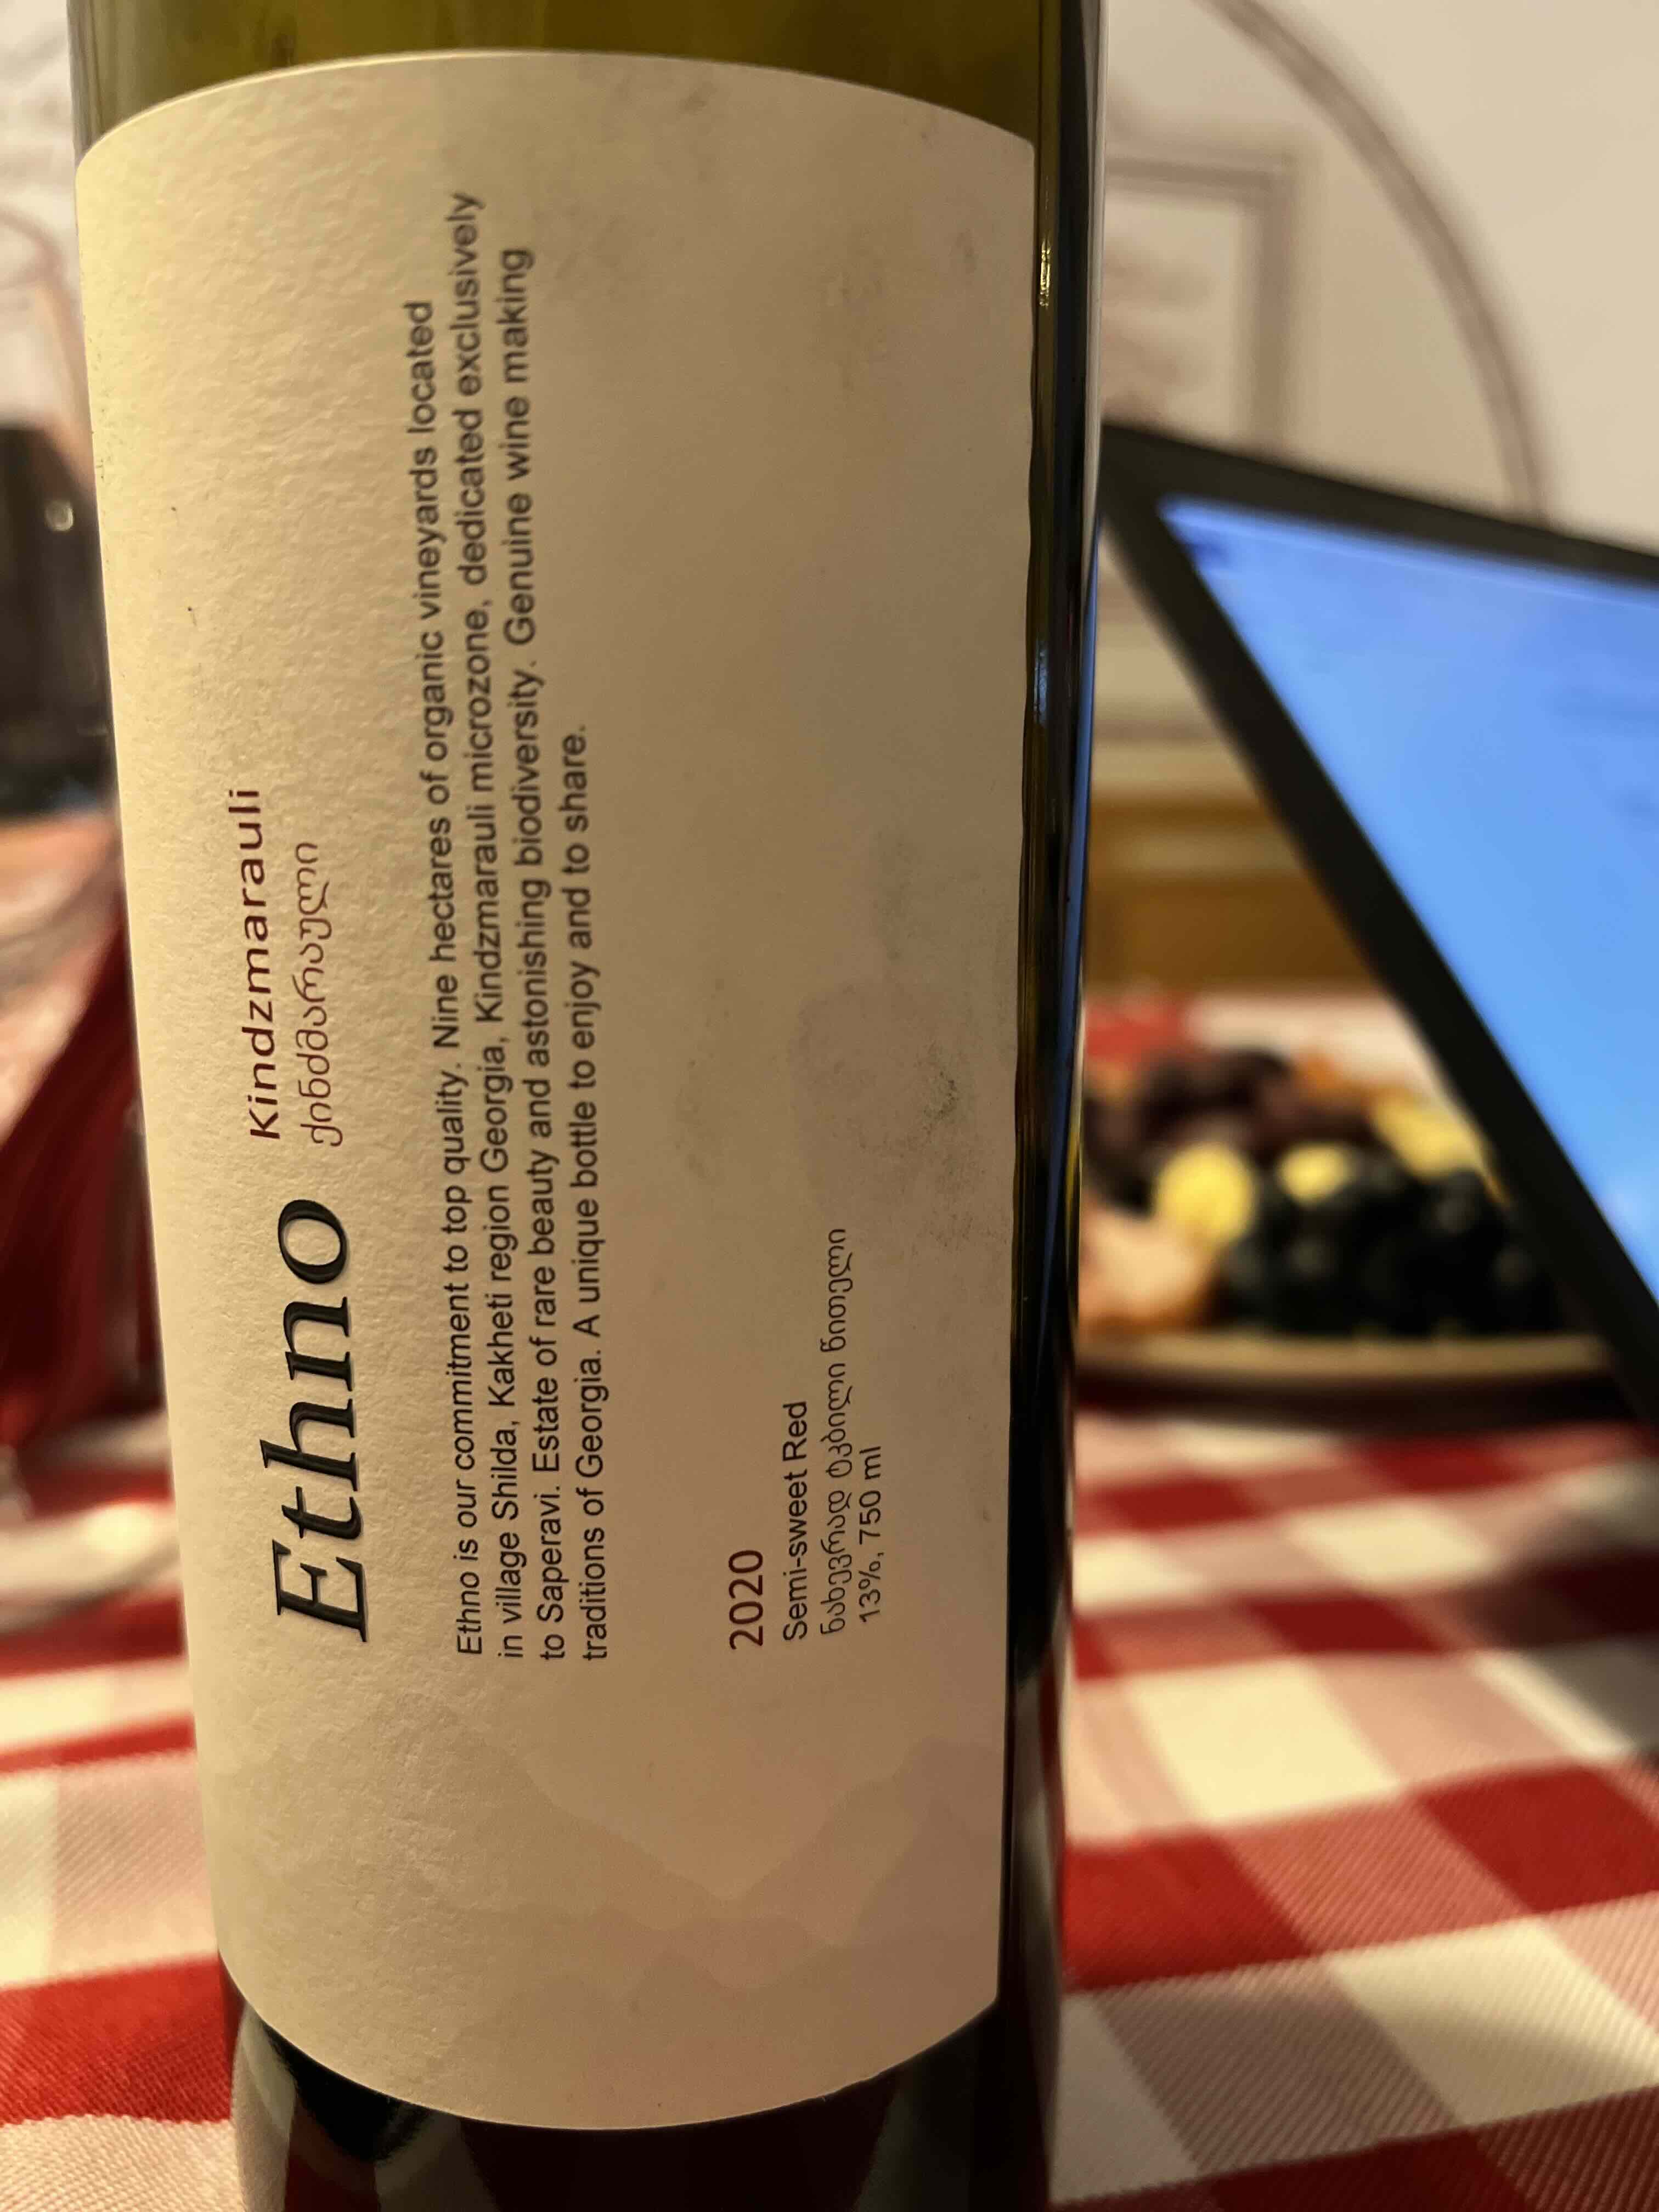 Ethno
Kindzmarauli
ქინძმარაული
Ethno is our commitment to top quality. Nine hectares of organic vineyards located
in village Shilda, Kakheti region Georgia, Kindzmarauli microzone, dedicated exclusively
to Saperavi. Estate of rare beauty and astonishing biodiversity. Genuine wine making
traditions of Georgia. A unique bottle to enjoy and to share.
2020
Semi-sweet Red
ნახევრად ტკბილი წითელი
13%, 750 ml